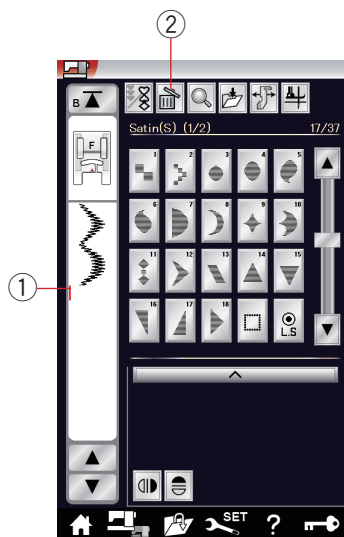 ②
B
Satin(S) (1/2) 17/37
F
1 2 3 4 5
6 7 8 9 10
①
11 12 13 14 15
16 17 18
L.S
SET
?